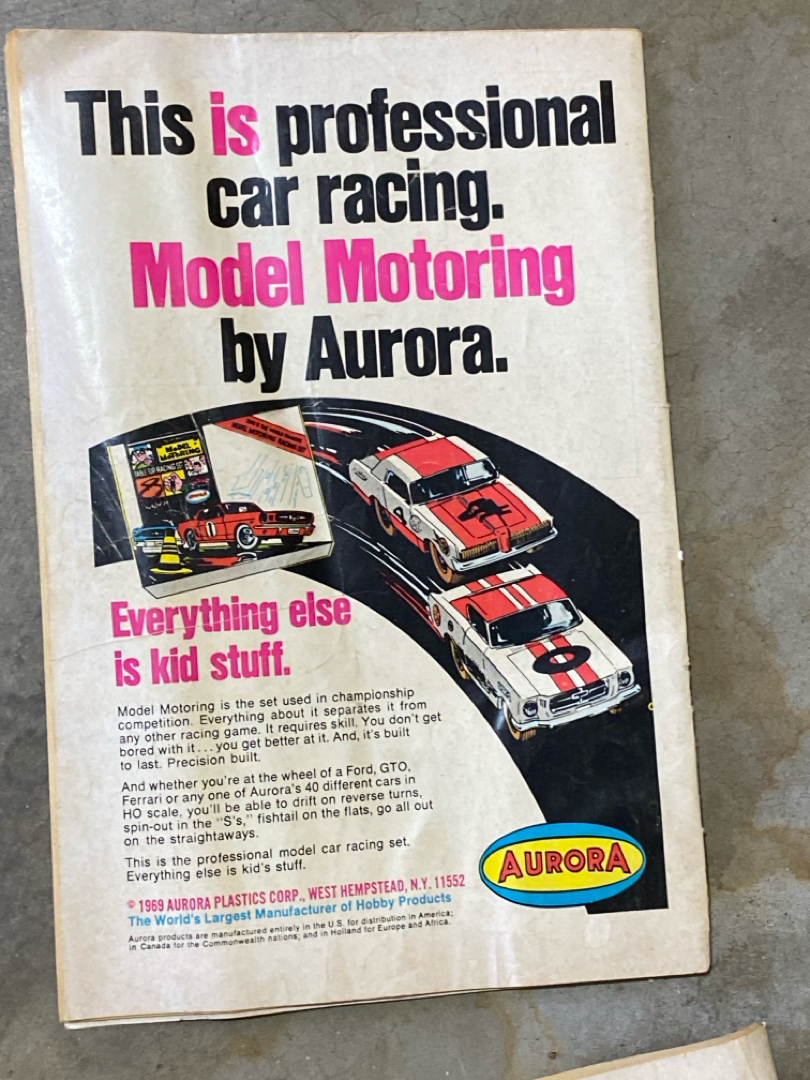 This is professional
car racing.
Model Motoring
by Aurora.
MODEL
MOTORING
MODEL MOTORING RACING SET
1
Everything else
is kid stuff.
Model Motoring is the set used in championship
competition. Everything about it separates it from
any other racing game. It requires skill. You don't get
bored with it...you get better at it. And, it's built
to last. Precision built.
And whether you're at the wheel of a Ford, GTO,
Ferrari or any one of Aurora's 40 different cars in
HO scale, you'll be able to drift on reverse turns,
spin-out in the "S's," fishtail on the flats, go all out
on the straightaways.
This is the professional model car racing set.
Everything else is kid's stuff.
© 1969 AURORA PLASTICS CORP., WEST HEMPSTEAD, N.Y. 11552
The World's Largest Manufacturer of Hobby Products
Aurora products are manufactured entirely in the U.S. for distribution in America;
in Canada for the Commonwealth nations; and in Holland for Europe and Africa.
AURORA